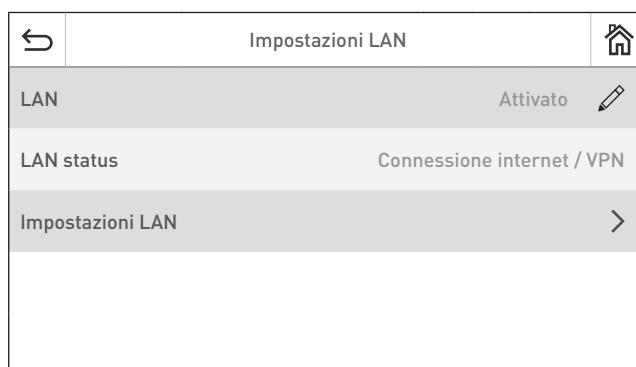 Impostazioni LAN
LAN Attivato
LAN status Connessione internet / VPN
Impostazioni LAN